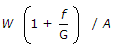 W ( 1 + f/G ) / A